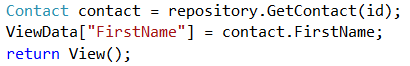 Contact contact = repository.GetContact(id);
ViewData["FirstName"] = contact.FirstName;
return View();